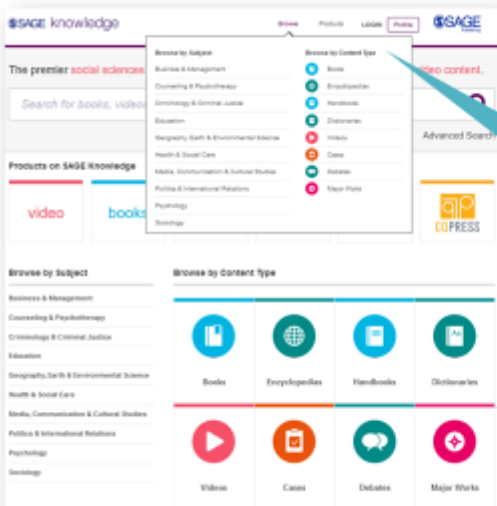 SAGE knowledge
Browse Products LOGIN Profile
SAGE
Publishing
The premier social sciences
video content.
Search for books, video
Advanced Search
Browse by Subject
Business & Management
Counseling & Psychotherapy
Criminology & Criminal Justice
Education
Geography, Earth & Environmental Science
Health & Social Care
Media, Communication & Cultural Studies
Politics & International Relations
Psychology
Sociology
Browse by Content Type
Books
Encyclopedias
Handbooks
Dictionaries
Videos
Cases
Debates
Major Works
Products on SAGE Knowledge
video
books
CQPRESS
Browse by Subject
Business & Management
Counseling & Psychotherapy
Criminology & Criminal Justice
Education
Geography, Earth & Environmental Science
Health & Social Care
Media, Communication & Cultural Studies
Politics & International Relations
Psychology
Sociology
Browse by Content Type
Books
Encyclopedias
Handbooks
Dictionaries
Videos
Cases
Debates
Major Works